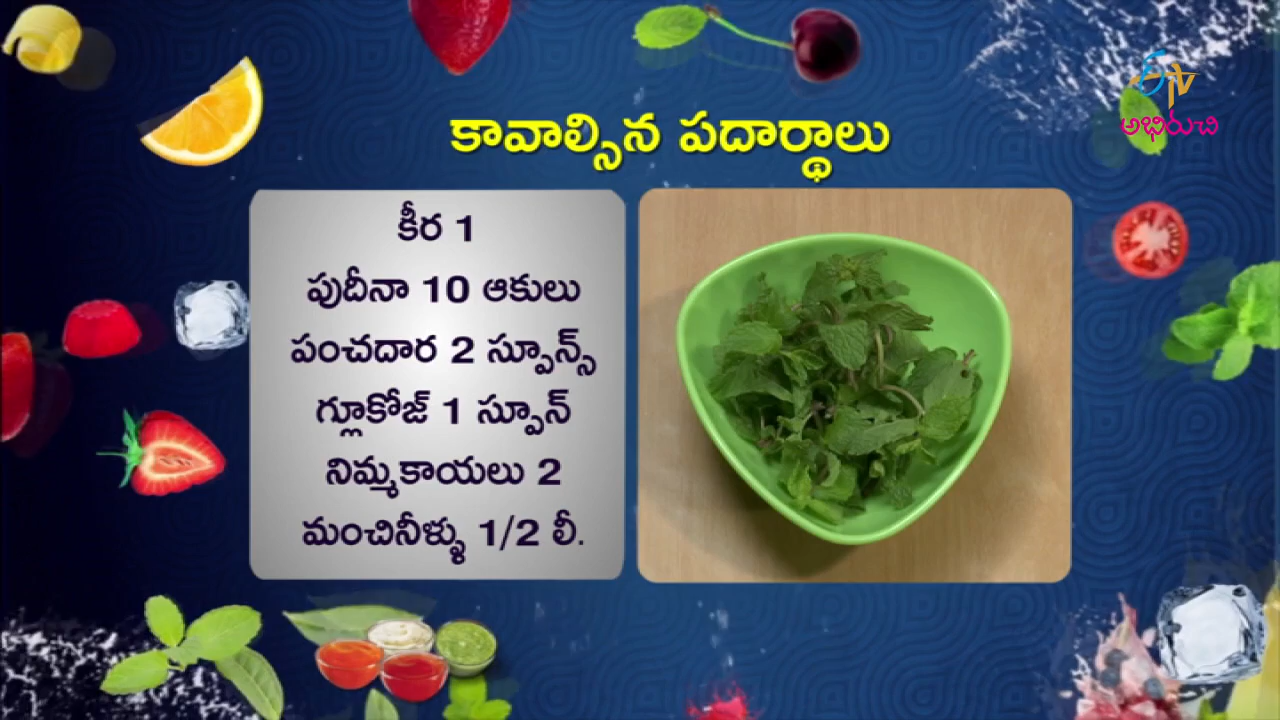 ETV
అభిరుచి
కావాల్సిన పదార్థాలు
కీర 1
పుదీనా 10 ఆకులు
పంచదార 2 స్పూన్స్
గ్లూకోజ్ 1 స్పూన్
నిమ్మకాయలు 2
మంచినీళ్ళు 1/2 లీ.